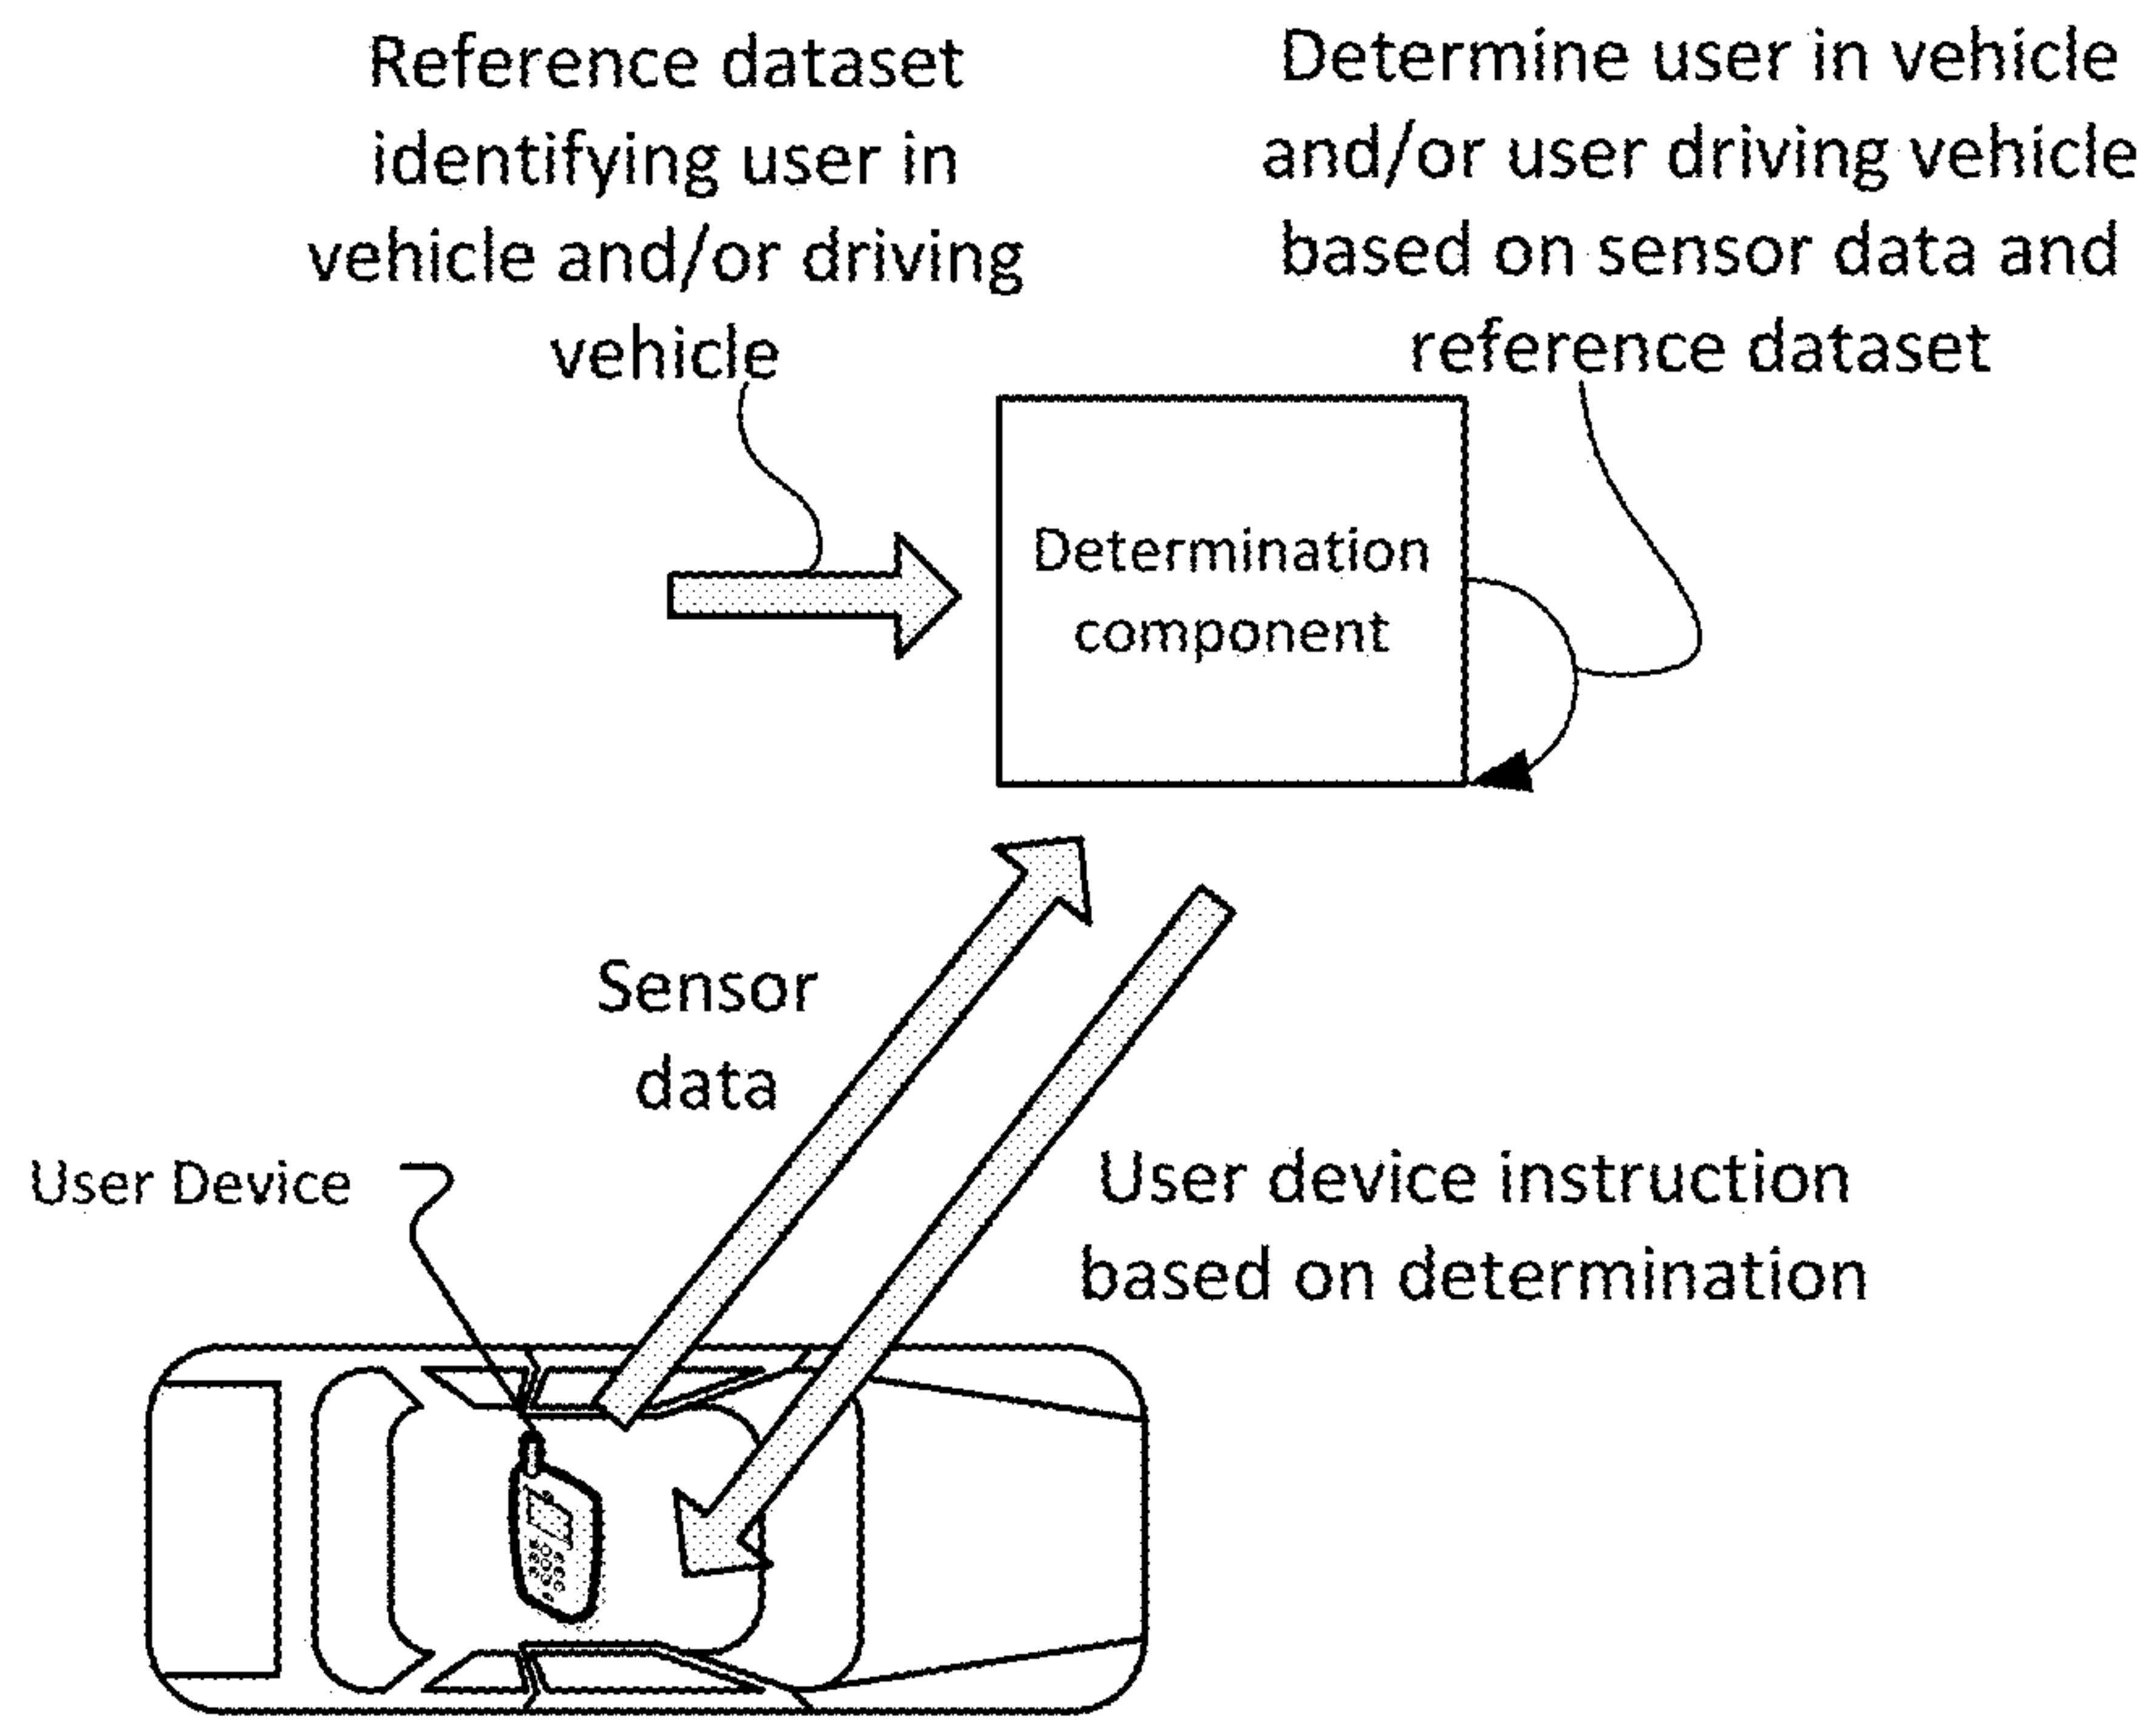 Reference dataset
identifying user in
vehicle and/or driving
vehicle
Determine user in vehicle
and/or user driving vehicle
based on sensor data and
reference dataset
Determination
component
Sensor
data
User Device
User device instruction
based on determination